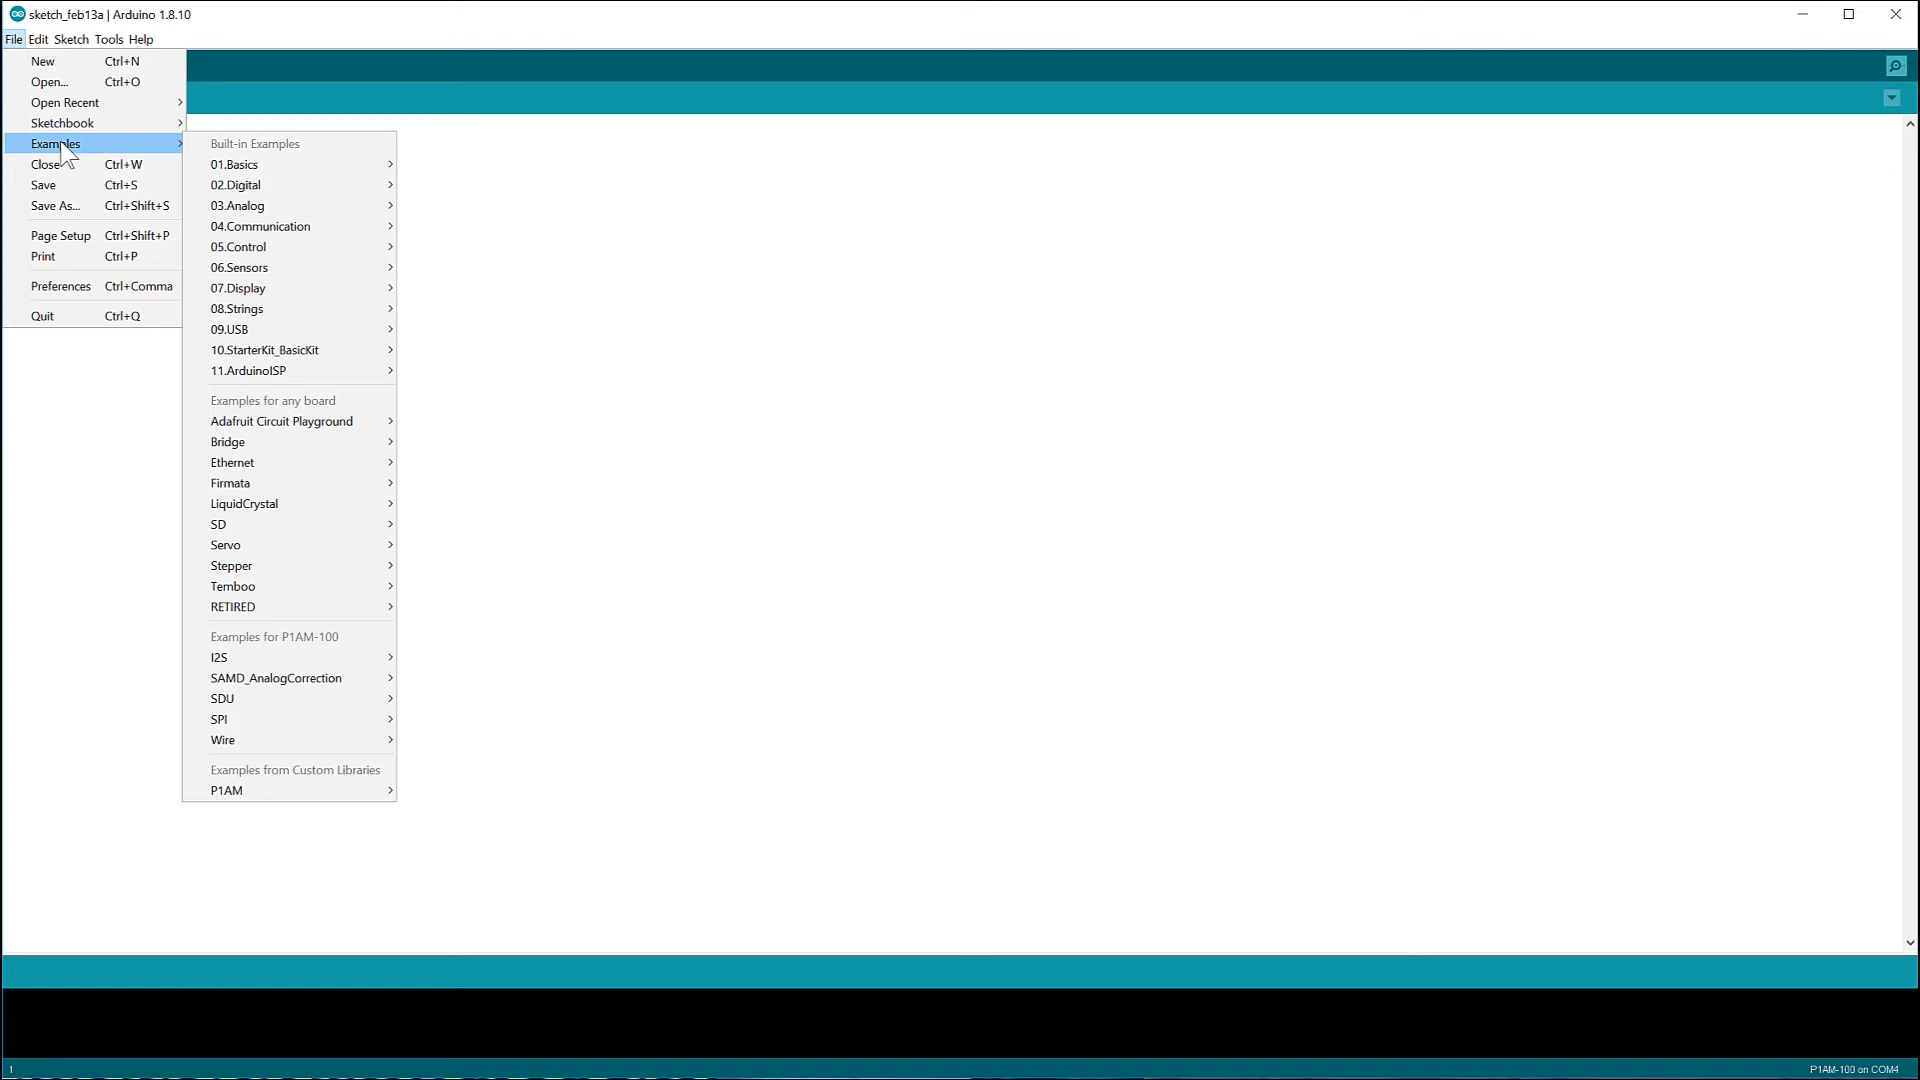 sketch_feb13a | Arduino 1.8.10
File Edit Sketch Tools Help
New Ctrl+N
Open... Ctrl+O
Open Recent
Sketchbook
Examples
Close Ctrl+W
Save Ctrl+S
Save As... Ctrl+Shift+S
Page Setup Ctrl+Shift+P
Print Ctrl+P
Preferences Ctrl+Comma
Quit Ctrl+Q
Built-in Examples
01.Basics
02.Digital
03.Analog
04.Communication
05.Control
06.Sensors
07.Display
08.Strings
09.USB
10.StarterKit_BasicKit
11.ArduinoISP
Examples for any board
Adafruit Circuit Playground
Bridge
Ethernet
Firmata
LiquidCrystal
SD
Servo
Stepper
Temboo
RETIRED
Examples for P1AM-100
I2S
SAMD_AnalogCorrection
SDU
SPI
Wire
Examples from Custom Libraries
P1AM
1
P1AM-100 on COM4